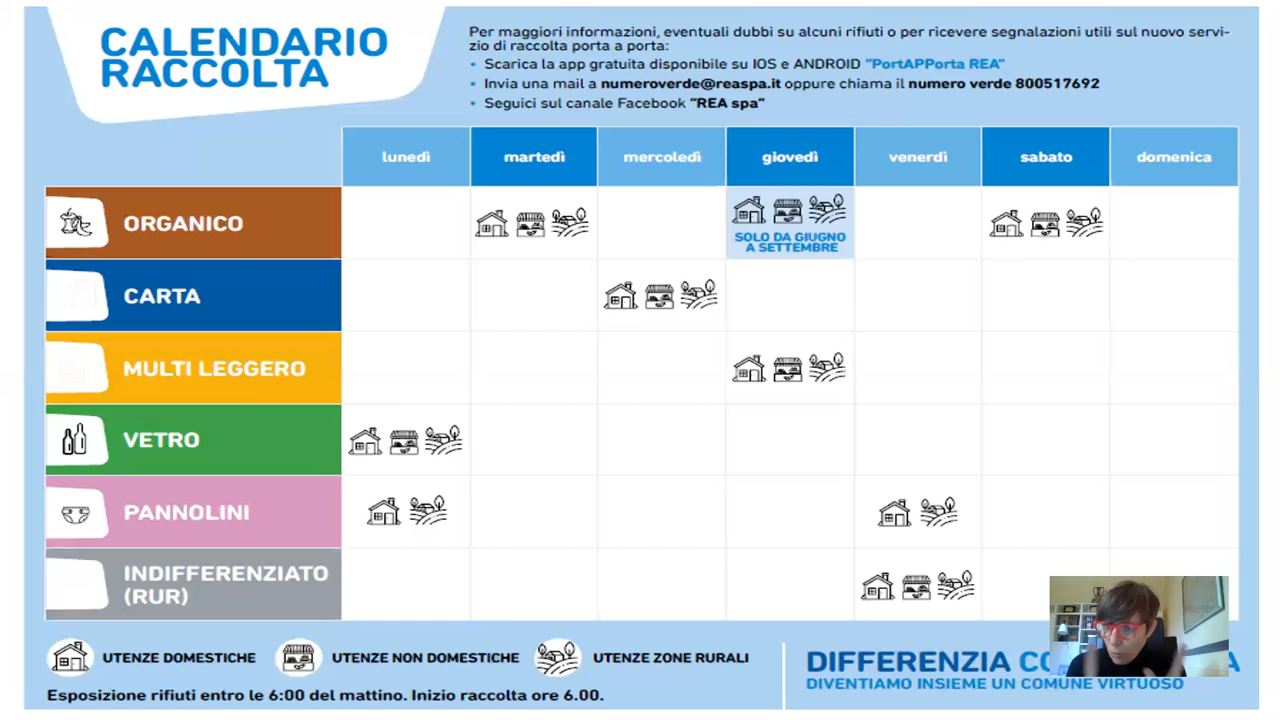 CALENDARIO
RACCOLTA
Per maggiori informazioni, eventuali dubbi su alcuni rifiuti o per ricevere segnalazioni utili sul nuovo servi-
zio di raccolta porta a porta:
• Scarica la app gratuita disponibile su IOS e ANDROID "PortAPPorta REA"
• Invia una mail a numeroverde@reaspa.it oppure chiama il numero verde 800517692
• Seguici sul canale Facebook "REA spa"
lunedì martedì mercoledì giovedì venerdì sabato domenica
ORGANICO
SOLO DA GIUGNO
A SETTEMBRE
CARTA
MULTI LEGGERO
VETRO
PANNOLINI
INDIFFERENZIATO
(RUR)
UTENZE DOMESTICHE UTENZE NON DOMESTICHE UTENZE ZONE RURALI
Esposizione rifiuti entro le 6:00 del mattino. Inizio raccolta ore 6.00.
DIFFERENZIA
DIVENTIAMO INSIEME UN COMUNE VIRTUOSO